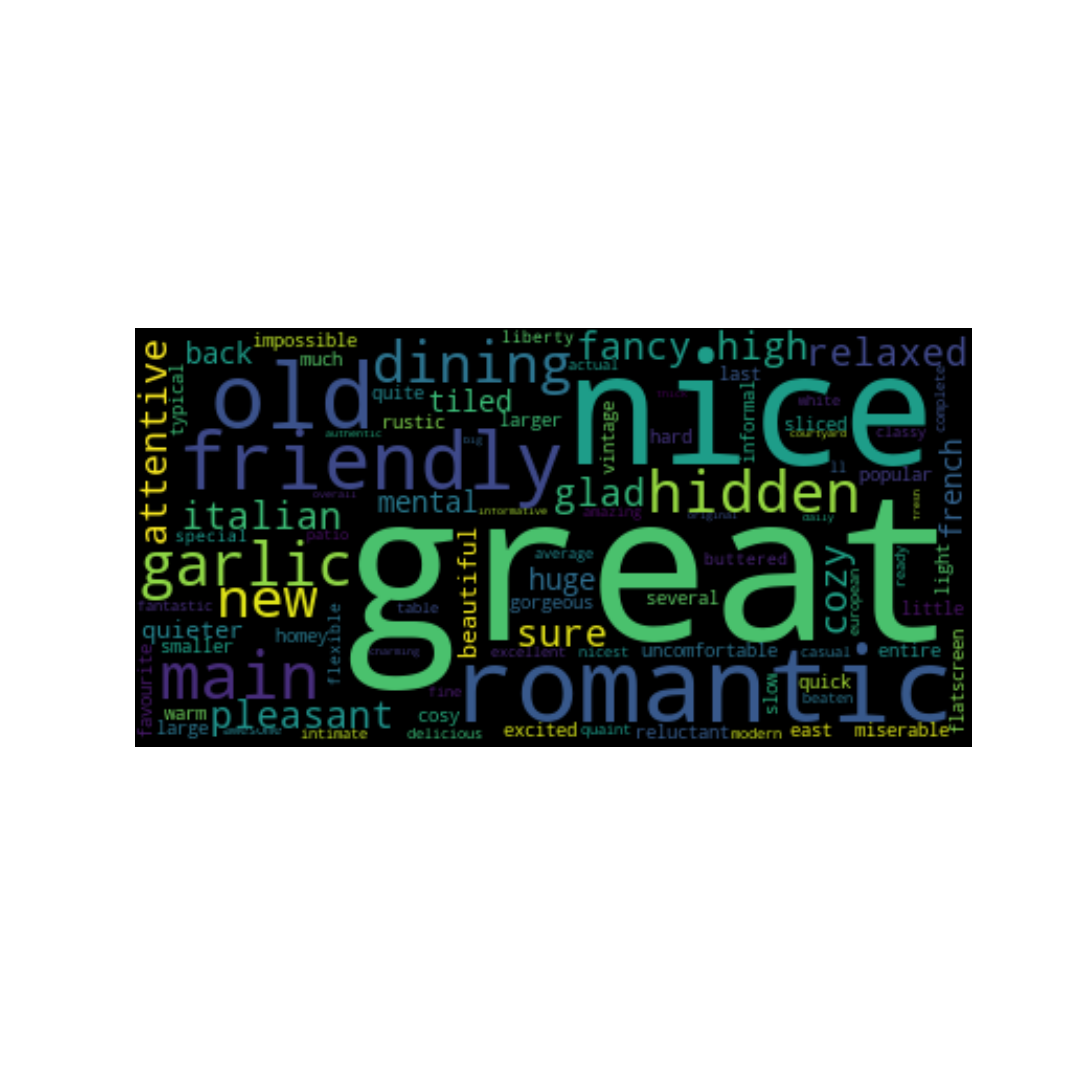 attentive
typical
back
impossible
much
liberty
dining
actual
fancy
high
relaxed
old
quite
tiled
nice
last
complete
rustic
larger
vintage
informal
white
sliced
courtyard
classy
authentic
big
hard
friendly
overall
mental
informative
glad
hidden
ll
popular
french
italian
special
patio
amazing
original
daily
great
garlic
beautiful
average
huge
buttered
cozy
european
ready
light
new
fantastic
table
gorgeous
several
little
quieter
smaller
homey
flexible
sure
charming
excellent
nicest
uncomfortable
casual
entire
favourite
main
fine
romantic
slow
quick
beaten
flatscreen
warm
pleasant
cosy
large
awesome
intimate
delicious
excited
quaint
reluctant
modern
east
miserable